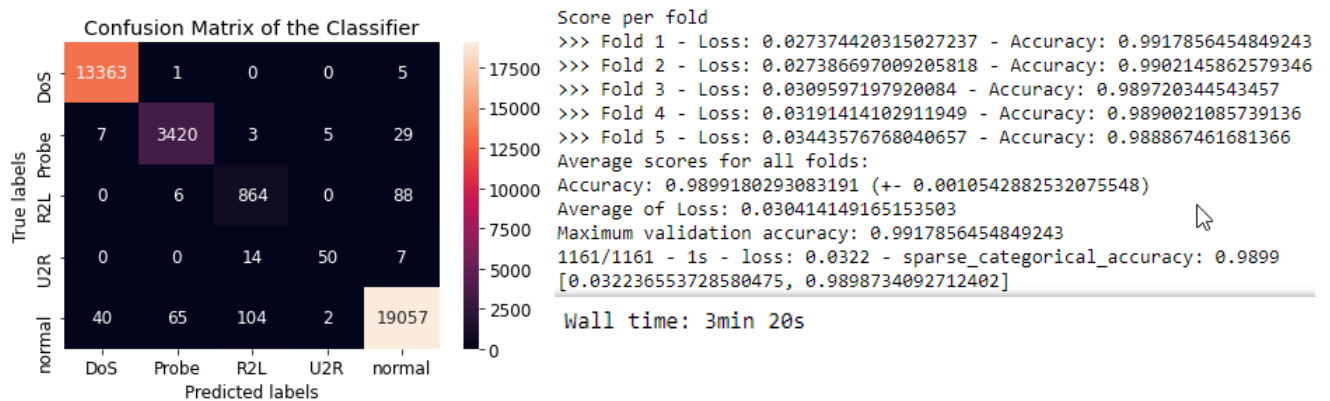 Confusion Matrix of the Classifier
DoS 13363 1 0 0 5
Probe 7 3420 3 5 29
R2L 0 6 864 0 88
U2R 0 0 14 50 7
normal 40 65 104 2 19057
DoS Probe R2L U2R normal
Predicted labels
True labels
17500
15000
12500
10000
7500
5000
2500
0
Score per fold
>>> Fold 1 - Loss: 0.027374420315027237 - Accuracy: 0.9917856454849243
>>> Fold 2 - Loss: 0.027386697009205818 - Accuracy: 0.9902145862579346
>>> Fold 3 - Loss: 0.0309597197920084 - Accuracy: 0.989720344543457
>>> Fold 4 - Loss: 0.03191414102911949 - Accuracy: 0.9890021085739136
>>> Fold 5 - Loss: 0.03443576768040657 - Accuracy: 0.988867461681366
Average scores for all folds:
Accuracy: 0.9899180293083191 (+- 0.0010542882532075548)
Average of Loss: 0.030414149165153503
Maximum validation accuracy: 0.9917856454849243
1161/1161 - 1s - loss: 0.0322 - sparse_categorical_accuracy: 0.9899
[0.032236553728580475, 0.9898734092712402]
Wall time: 3min 20s